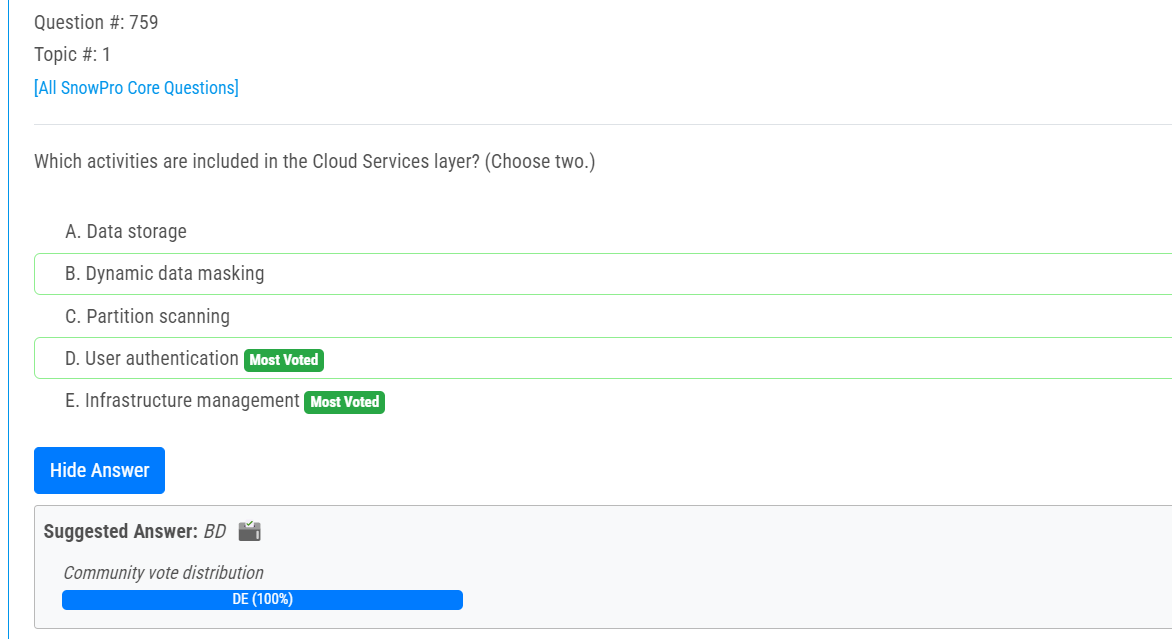 Question #: 759
Topic #: 1
[All SnowPro Core Questions]
Which activities are included in the Cloud Services layer? (Choose two.)
A. Data storage
B. Dynamic data masking
C. Partition scanning
D. User authentication Most Voted
E. Infrastructure management Most Voted
Hide Answer
Suggested Answer: BD
Community vote distribution
DE (100%)